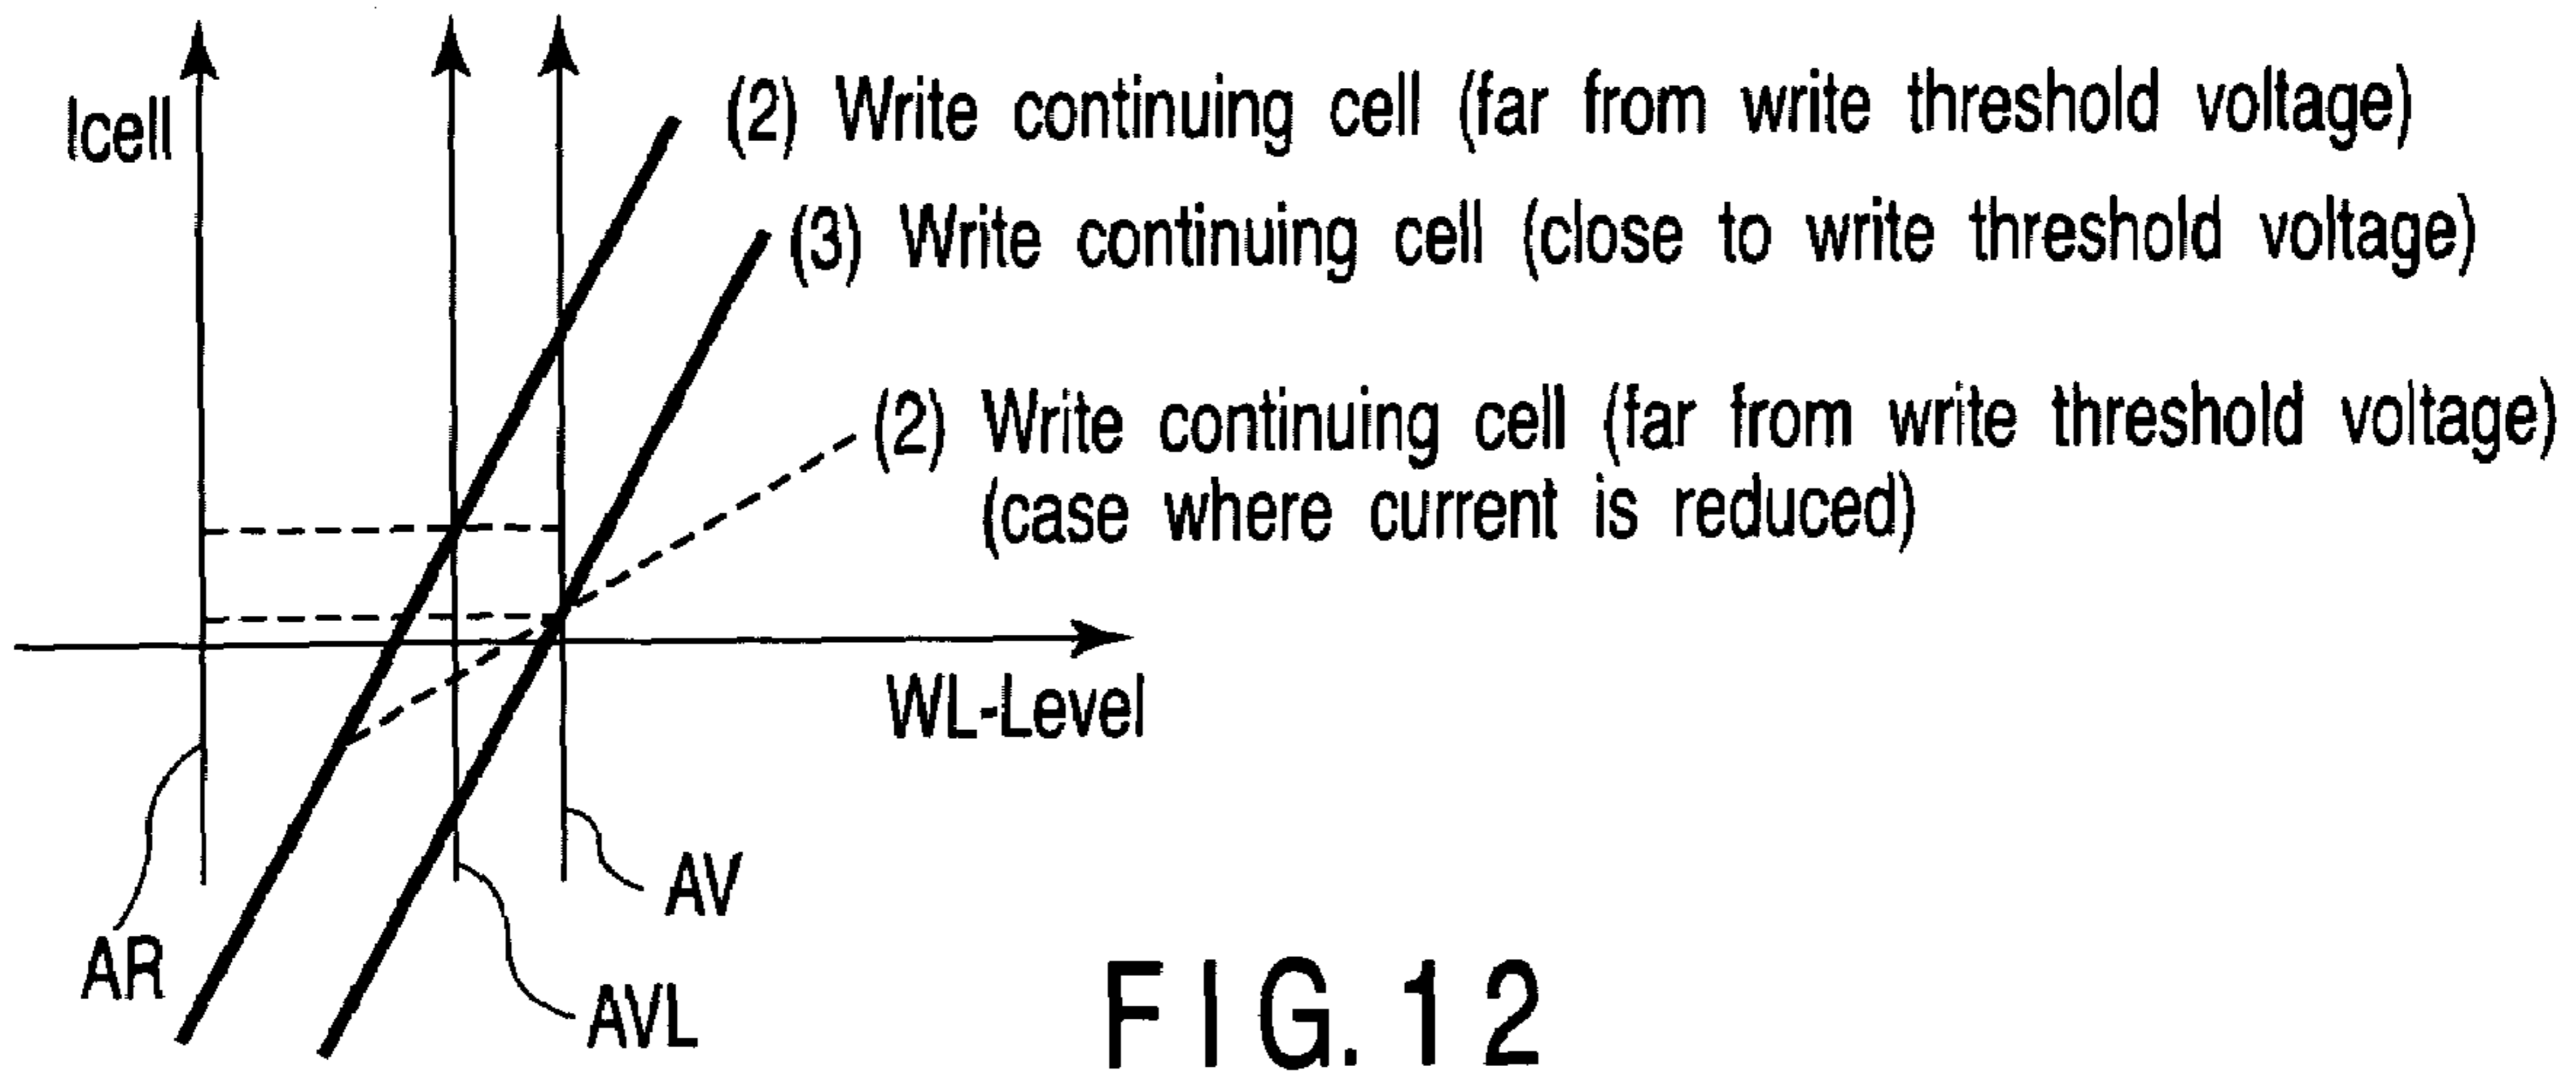 Icell
(2) Write continuing cell (far from write threshold voltage)
(3) Write continuing cell (close to write threshold voltage)
(2) Write continuing cell (far from write threshold voltage)
(case where current is reduced)
WL-Level
AV
AR
AVL
FIG. 12